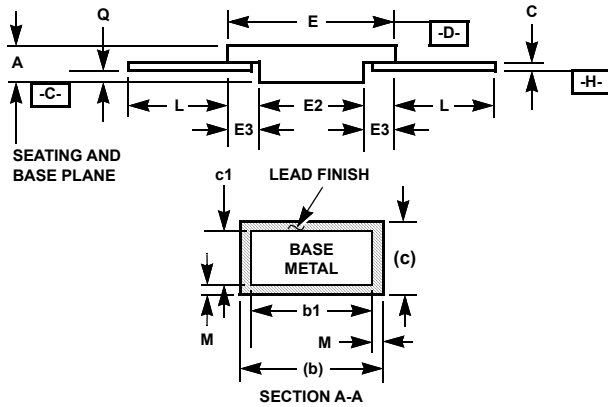 Q
E
C
-D-
A
-C-
-H-
L
E2
L
E3
E3
SEATING AND
BASE PLANE
c1
LEAD FINISH
BASE
METAL
(c)
b1
M
M
(b)
SECTION A-A